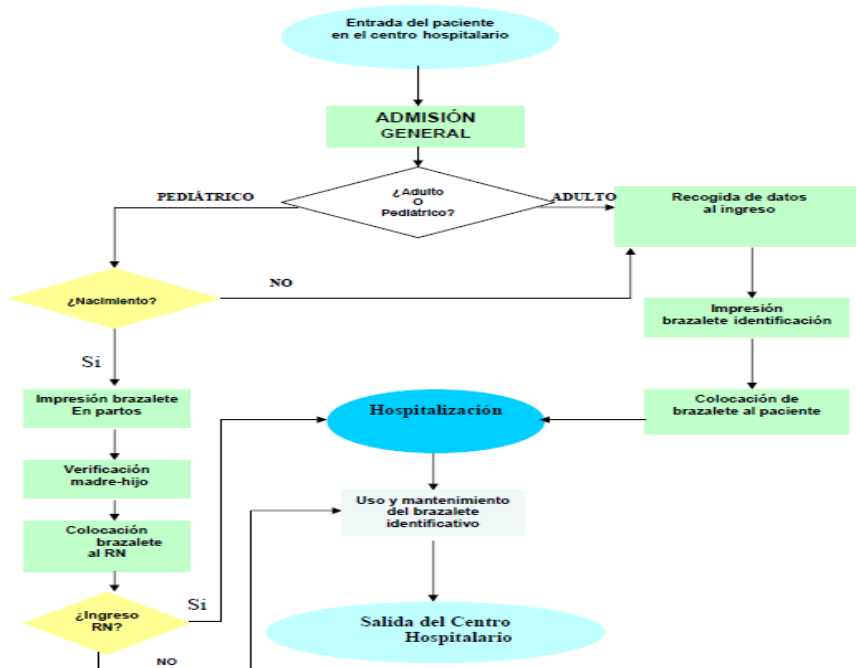 Entrada del paciente
en el centro hospitalario
ADMISIÓN
GENERAL
¿Adulto
O
Pediátrico?
PEDIÁTRICO
ADULTO
Recogida de datos
al ingreso
¿Nacimiento?
NO
Impresión
brazalete identificación
Si
Impresión brazalete
En partos
Hospitalización
Colocación de
brazalete al paciente
Verificación
madre-hijo
Uso y mantenimiento
del brazalete
identificativo
Colocación
brazalete
al RN
¿Ingreso
RN?
Si
Salida del Centro
Hospitalario
NO